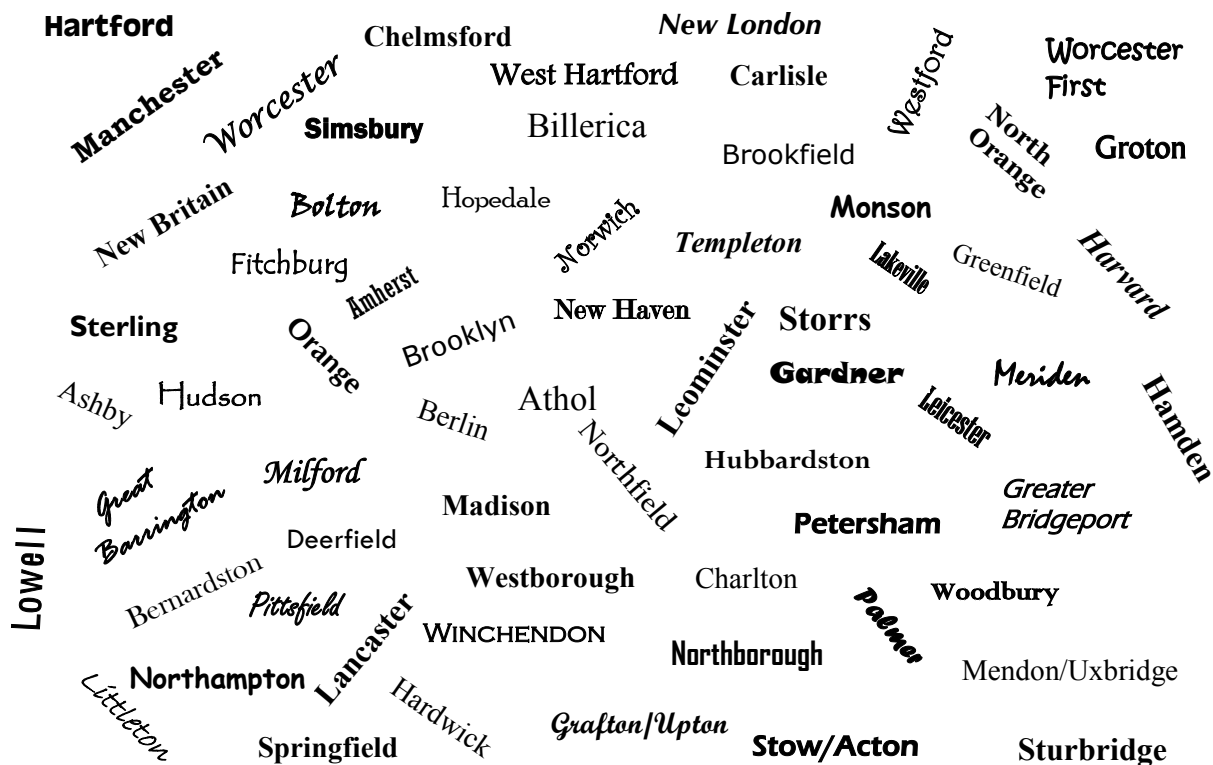 Hartford
Chelmsford
New London
Manchester
Worcester
West Hartford
Carlisle
Westford
Worcester
First
Simsbury
Billerica
Brookfield
North
Orange
Groton
New Britain
Bolton
Hopedale
Norwich
Monson
Templeton
Lakeville
Greenfield
Harvard
Fitchburg
Amherst
Sterling
Orange
Brooklyn
New Haven
Leominster
Storrs
Gardner
Meriden
Ashby
Hudson
Berlin
Athol
Northfield
Leicester
Hamden
Hubbardston
Great
Barrington
Milford
Madison
Petersham
Greater
Bridgeport
Lowell
Deerfield
Bernardston
Pittsfield
Westborough
Charlton
Palmer
Woodbury
Lancaster
Winchendon
Northborough
Mendon/Uxbridge
Littleton
Northampton
Hardwick
Springfield
Grafton/Upton
Stow/Acton
Sturbridge